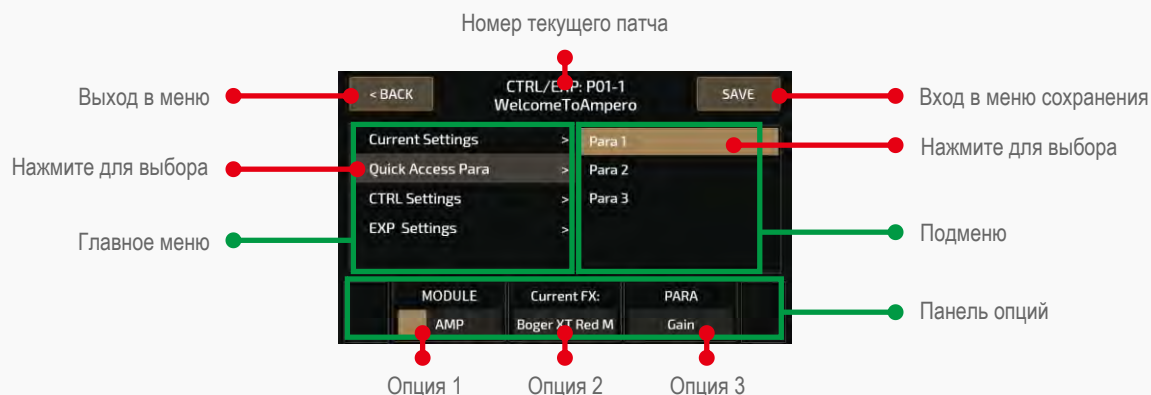 Номер текущего патча
Выход в меню
< BACK
CTRL/EXP: P01-1
WelcomeToAmpero
SAVE
Вход в меню сохранения
Нажмите для выбора
Главное меню
Current Settings >
Quick Access Para >
CTRL Settings >
EXP Settings >
Para 1
Para 2
Para 3
Нажмите для выбора
Подменю
MODULE
AMP
Current FX:
Boger XT Red M
PARA
Gain
Панель опций
Опция 1
Опция 2
Опция 3